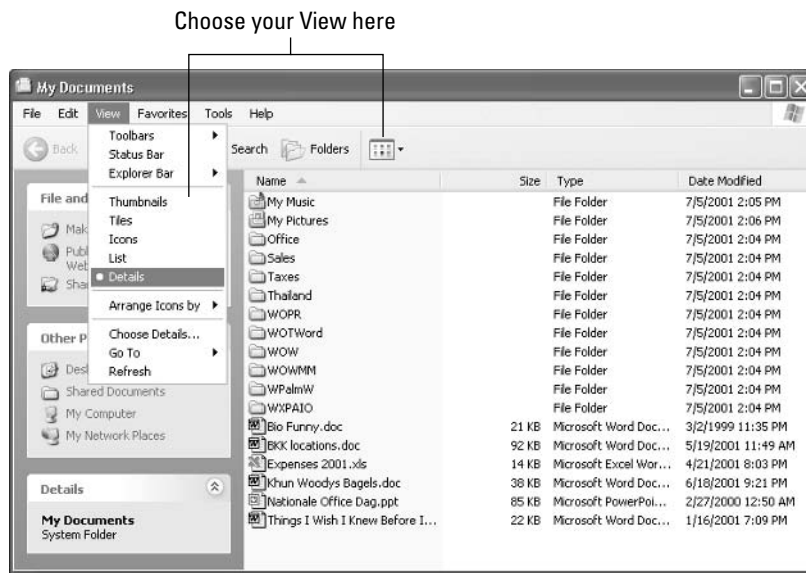 Choose your View here
My Documents
File Edit View Favorites Tools Help
Back Search Folders
Toolbars
Status Bar
Explorer Bar
Thumbnails
Tiles
Icons
List
Details
Arrange Icons by
Choose Details...
Go To
Refresh
File and
Mak
Publ
Web
Shar
Other P
Desk
Shared Documents
My Computer
My Network Places
Details
My Documents
System Folder
Name Size Type Date Modified
My Music File Folder 7/5/2001 2:05 PM
My Pictures File Folder 7/5/2001 2:06 PM
Office File Folder 7/5/2001 2:04 PM
Sales File Folder 7/5/2001 2:04 PM
Taxes File Folder 7/5/2001 2:04 PM
Thailand File Folder 7/5/2001 2:04 PM
WOPR File Folder 7/5/2001 2:04 PM
WOTWord File Folder 7/5/2001 2:04 PM
WOW File Folder 7/5/2001 2:04 PM
WOWMM File Folder 7/5/2001 2:04 PM
WPalmW File Folder 7/5/2001 2:04 PM
WXPAIO File Folder 7/5/2001 2:04 PM
Bio Funny.doc 21 KB Microsoft Word Doc... 3/2/1999 11:35 PM
BKK locations.doc 92 KB Microsoft Word Doc... 5/19/2001 11:49 AM
Expenses 2001.xls 14 KB Microsoft Excel Wor... 4/21/2001 8:03 PM
Khun Woodys Bagels.doc 38 KB Microsoft Word Doc... 6/18/2001 9:21 PM
Nationale Office Dag.ppt 85 KB Microsoft PowerPoi... 2/27/2000 12:50 AM
Things I Wish I Knew Before I... 22 KB Microsoft Word Doc... 1/16/2001 7:09 PM